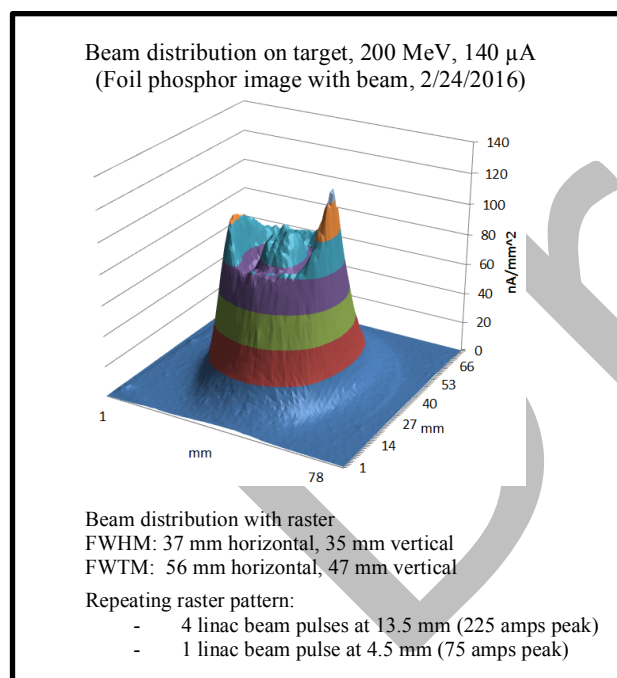 Beam distribution on target, 200 MeV, 140 µA
(Foil phosphor image with beam, 2/24/2016)
140
120
100
80
60
40
20
0
nA/mm^2
66
53
40
27
14
1
mm
1
mm
78
Beam distribution with raster
FWHM: 37 mm horizontal, 35 mm vertical
FWTM:  56 mm horizontal, 47 mm vertical
Repeating raster pattern:
- 4 linac beam pulses at 13.5 mm (225 amps peak)
- 1 linac beam pulse at 4.5 mm (75 amps peak)